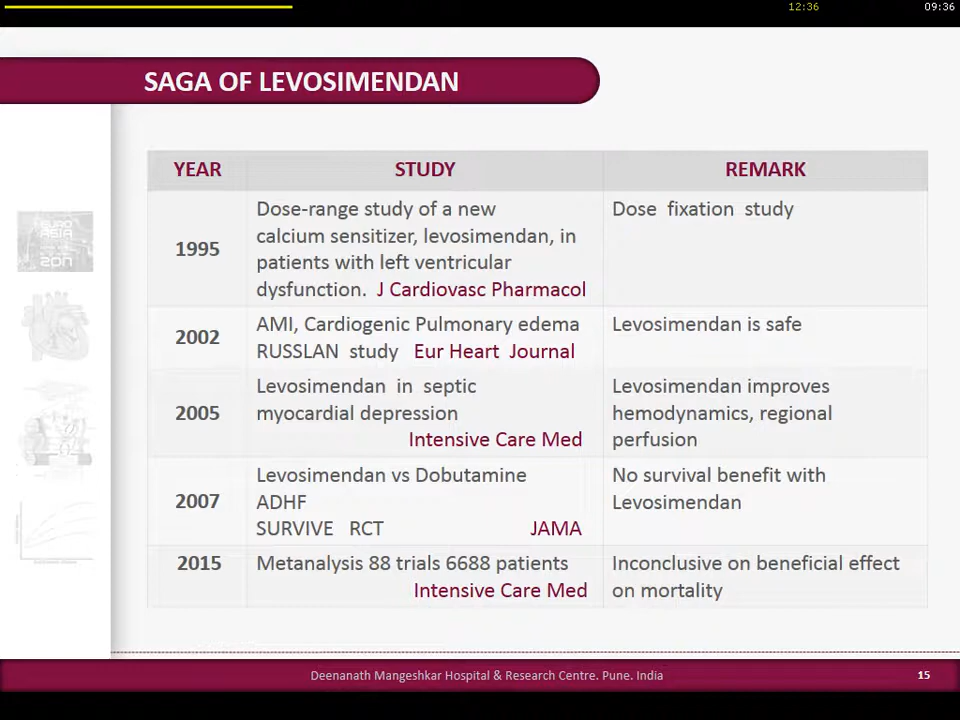 12:36
09:36
SAGA OF LEVOSIMENDAN
YEAR STUDY REMARK
1995
Dose-range study of a new
calcium sensitizer, levosimendan, in
patients with left ventricular
dysfunction. J Cardiovasc Pharmacol
Dose fixation study
2002
AMI, Cardiogenic Pulmonary edema
RUSSLAN study Eur Heart Journal
Levosimendan is safe
2005
Levosimendan in septic
myocardial depression
Intensive Care Med
Levosimendan improves
hemodynamics, regional
perfusion
2007
Levosimendan vs Dobutamine
ADHF
SURVIVE RCT JAMA
No survival benefit with
Levosimendan
2015
Metanalysis 88 trials 6688 patients
Intensive Care Med
Inconclusive on beneficial effect
on mortality
EURO
ASIA
2017
Deenanath Mangeshkar Hospital & Research Centre. Pune. India
15